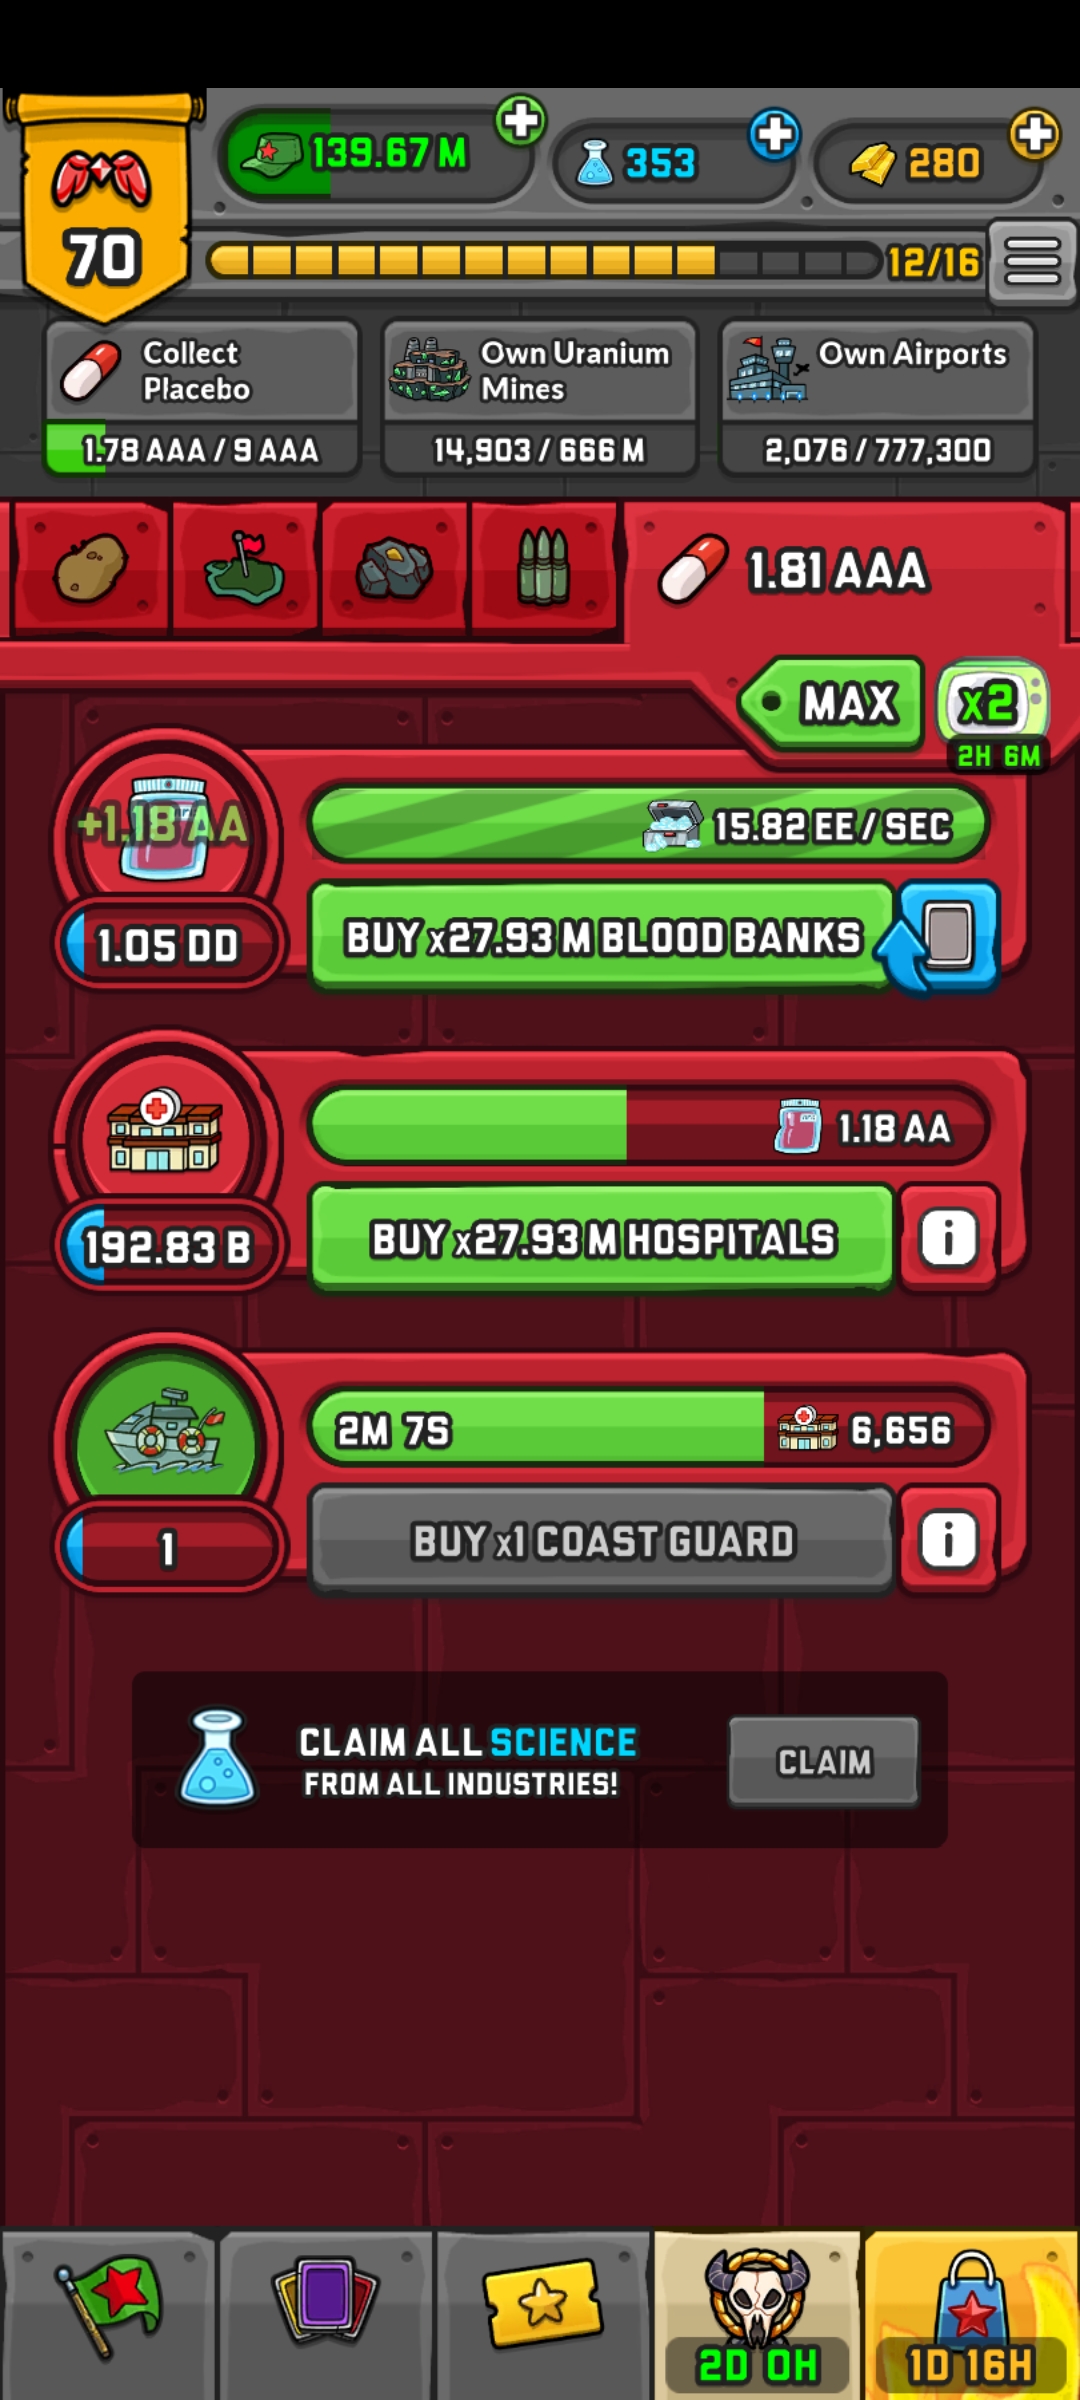 70
139.67 M
353
280
12/16
Collect
Placebo
1.78 AAA / 9 AAA
Own Uranium
Mines
14,903 / 666 M
Own Airports
2,076 / 777,300
1.81 AAA
MAX
x2
2H 6M
+1.18 AA
15.82 EE / SEC
1.05 DD
BUY x27.93 M BLOOD BANKS
1.18 AA
192.83 B
BUY x27.93 M HOSPITALS
i
2M 7S
6,656
1
BUY x1 COAST GUARD
i
CLAIM ALL SCIENCE
FROM ALL INDUSTRIES!
CLAIM
2D 0H
1D 16H